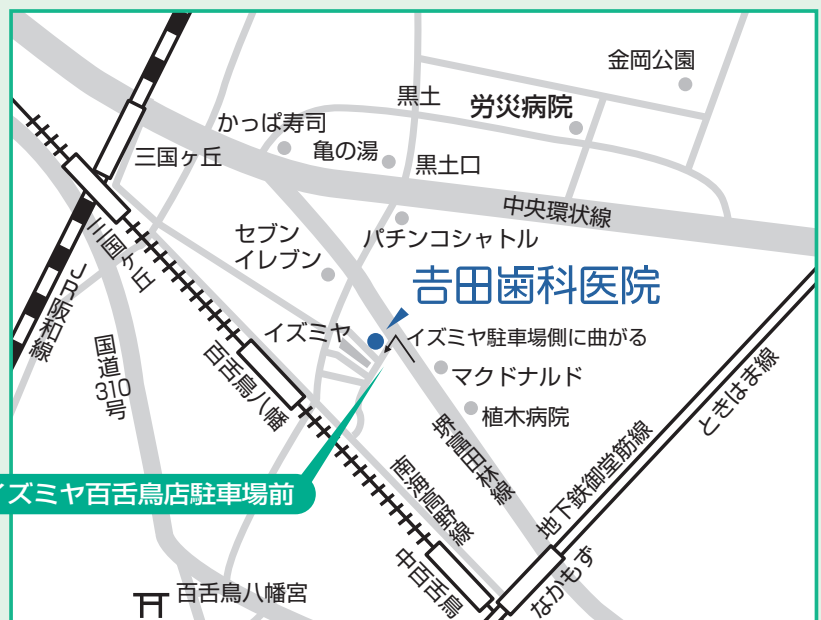 金岡公園
黒土
労災病院
かっぱ寿司
三国ヶ丘
亀の湯
黒土口
中央環状線
セブン
イレブン
パチンコシャトル
三国ヶ丘
𠮷田歯科医院
JR阪和線
イズミヤ
イズミヤ駐車場側に曲がる
国道310号
百舌鳥八幡
マクドナルド
ときはま線
植木病院
堺富田林線
地下鉄御堂筋線
南海高野線
イズミヤ百舌鳥店駐車場前
中百舌鳥
なかもず
百舌鳥八幡宮